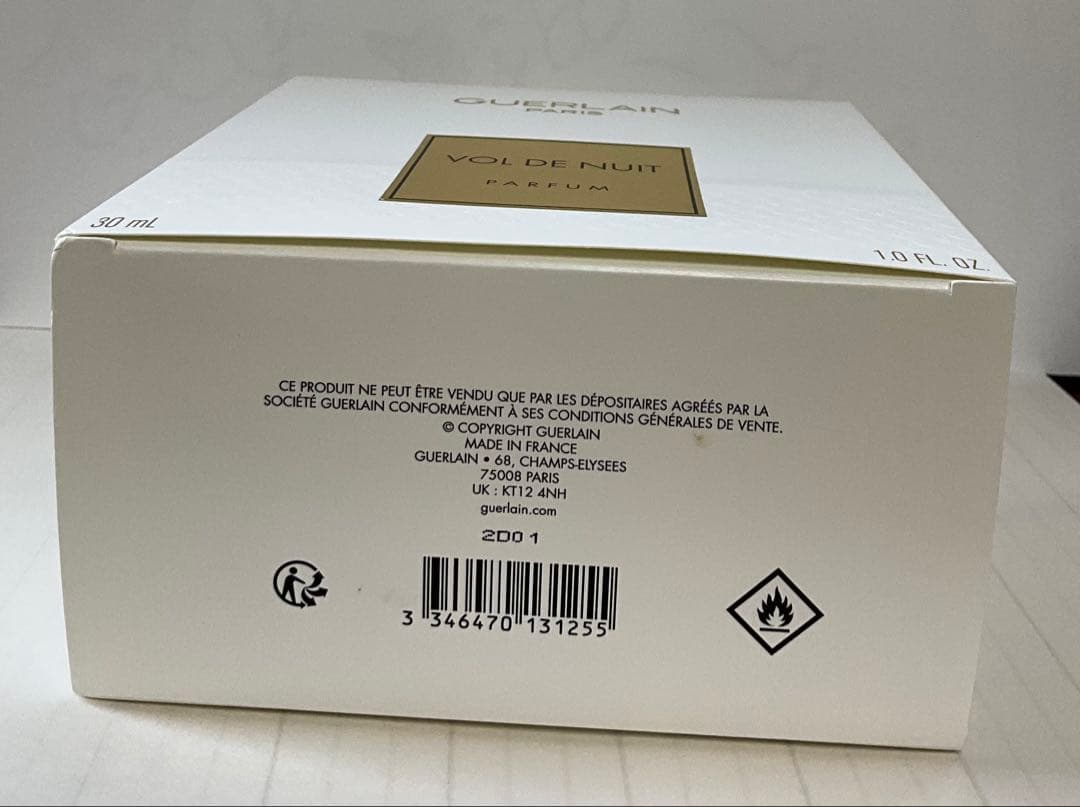 GUERLAIN
PARIS
VOL DE NUIT
PARFUM
30 mL
1.0 FL. OZ.
CE PRODUIT NE PEUT ÊTRE VENDU QUE PAR LES DÉPOSITAIRES AGRÉÉS PAR LA
SOCIÉTÉ GUERLAIN CONFORMÉMENT À SES CONDITIONS GÉNÉRALES DE VENTE.
© COPYRIGHT GUERLAIN
MADE IN FRANCE
GUERLAIN • 68, CHAMPS-ELYSEES
75008 PARIS
UK : KT12 4NH
guerlain.com
2D01
3 346470 131255